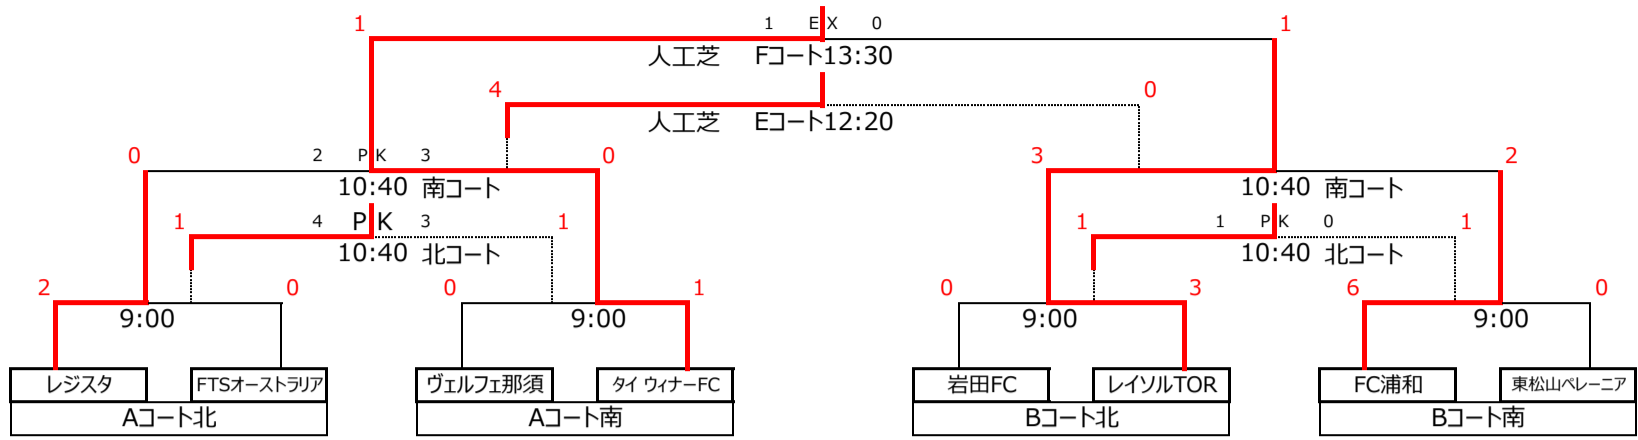 1 1 EX 0 1
人工芝 Fコート13:30
4 0
人工芝 Eコート12:20
0 2 PK 3 0 3 2
10:40 南コート 10:40 南コート
1 4 PK 3 1 1 1 PK 0 1
10:40 北コート 10:40 北コート
2 0 0 1 0 3 6 0
9:00 9:00 9:00 9:00
レジスタ FTSオーストラリア ヴェルフェ那須 タイ ウィナーFC 岩田FC レイソルTOR FC浦和 東松山ペレーニア
Aコート北 Aコート南 Bコート北 Bコート南